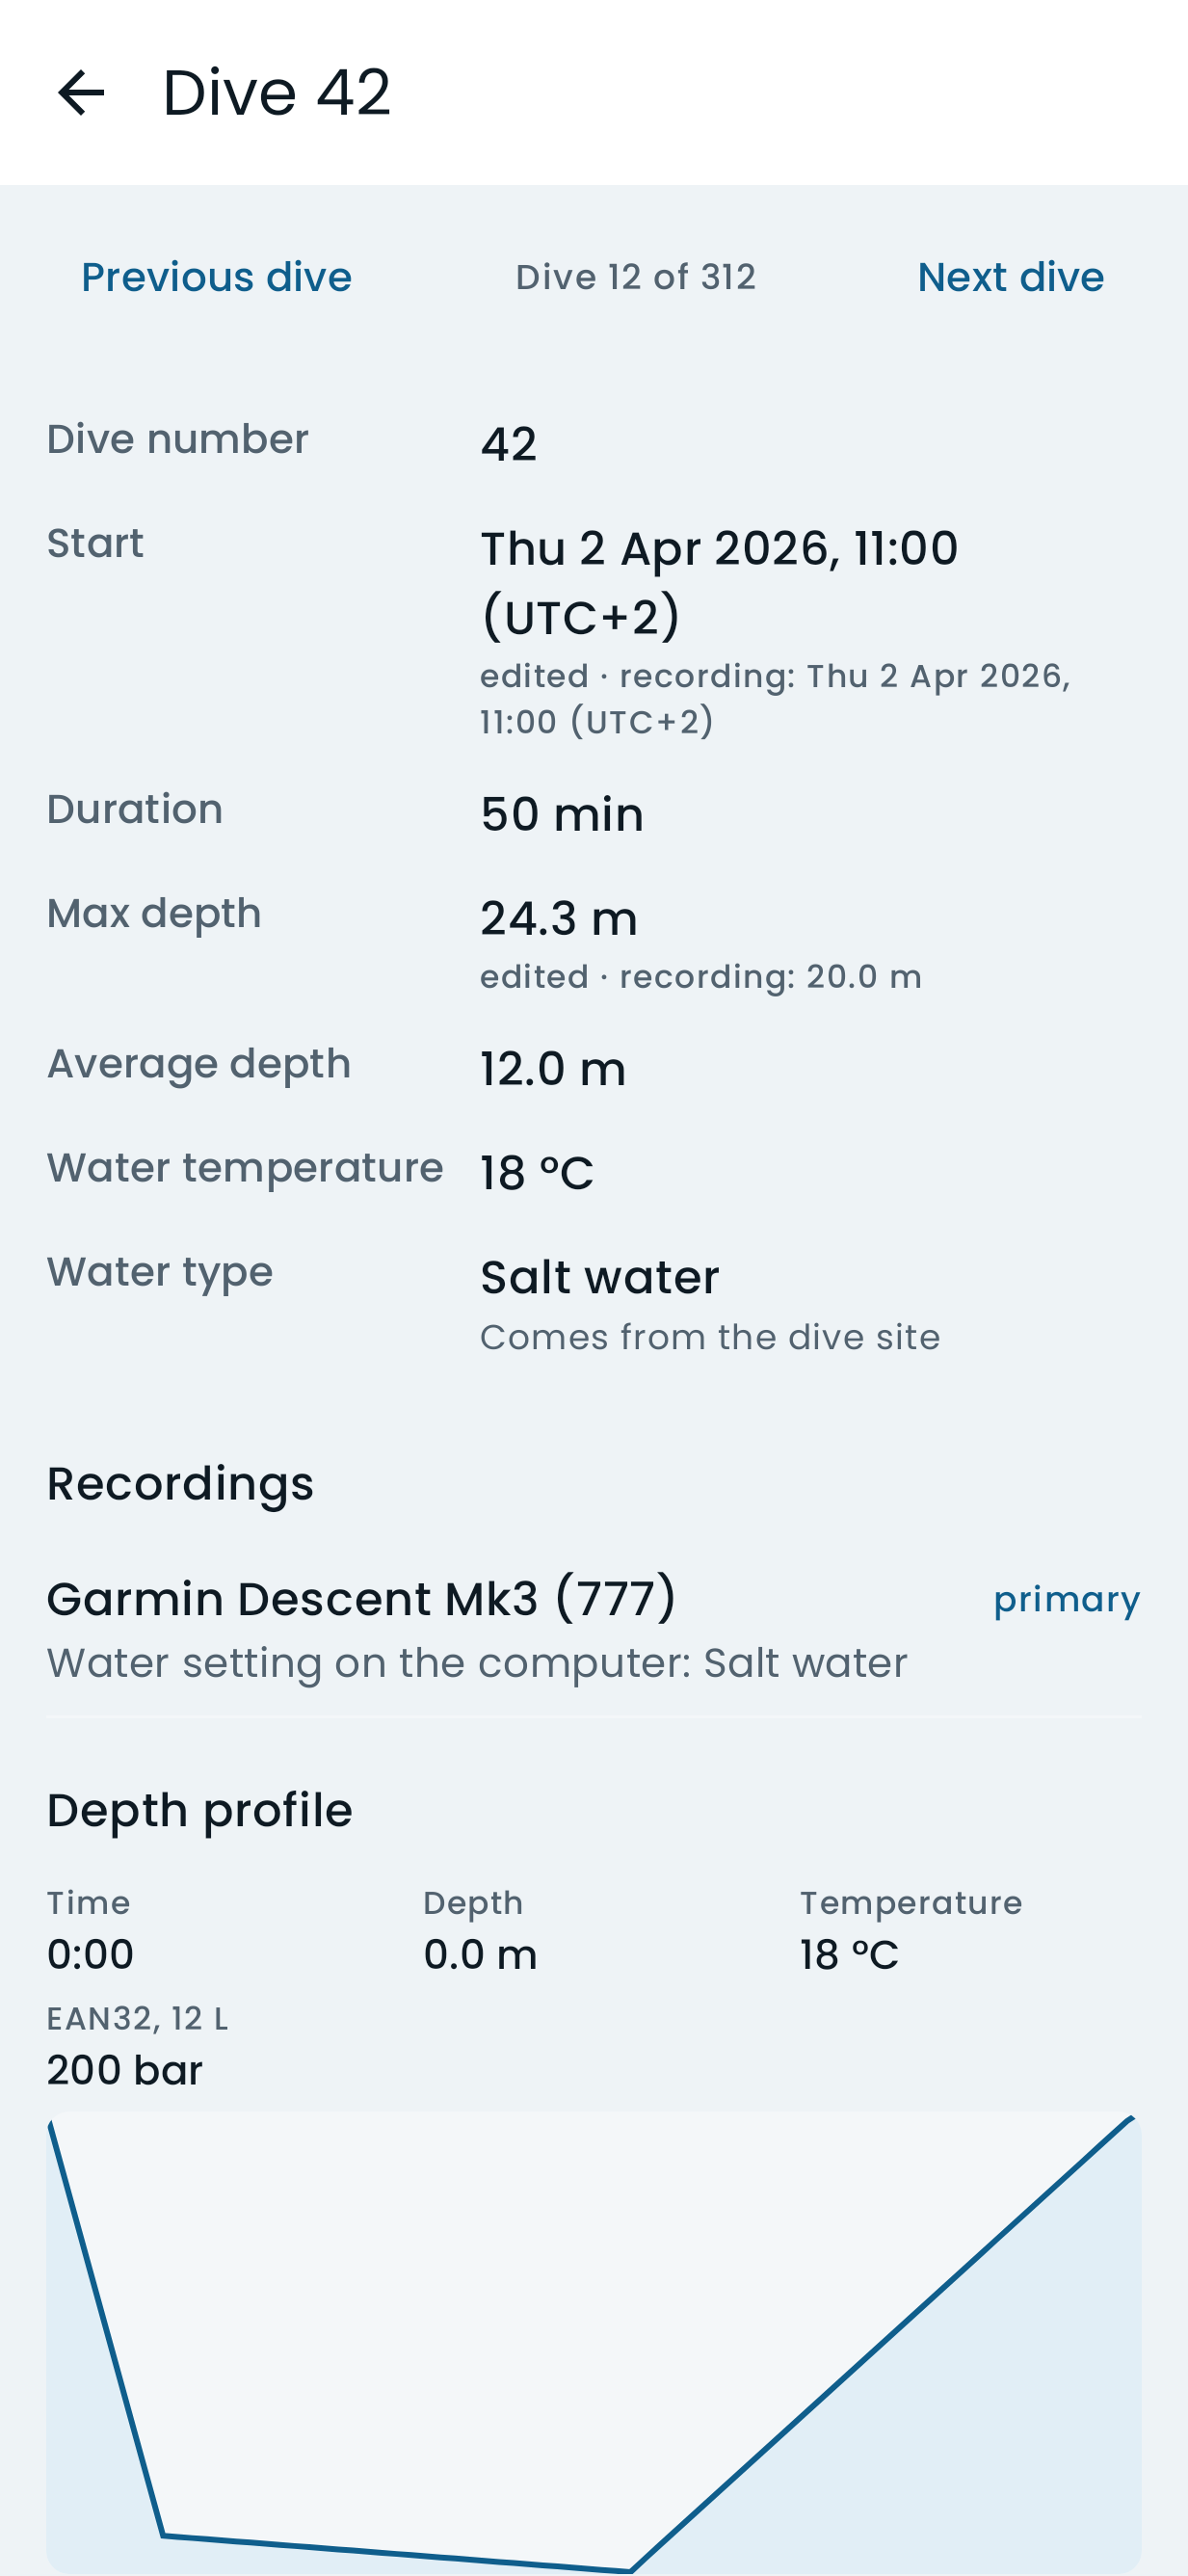 Dive 42
Previous dive
Dive 12 of 312
Next dive
Dive number
42
Start
Thu 2 Apr 2026, 11:00
(UTC+2)
edited · recording: Thu 2 Apr 2026,
11:00 (UTC+2)
Duration
50 min
Max depth
24.3 m
edited · recording: 20.0 m
Average depth
12.0 m
Water temperature
18 °C
Water type
Salt water
Comes from the dive site
Recordings
Garmin Descent Mk3 (777)
primary
Water setting on the computer: Salt water
Depth profile
Time
Depth
Temperature
0:00
0.0 m
18 °C
EAN32, 12 L
200 bar